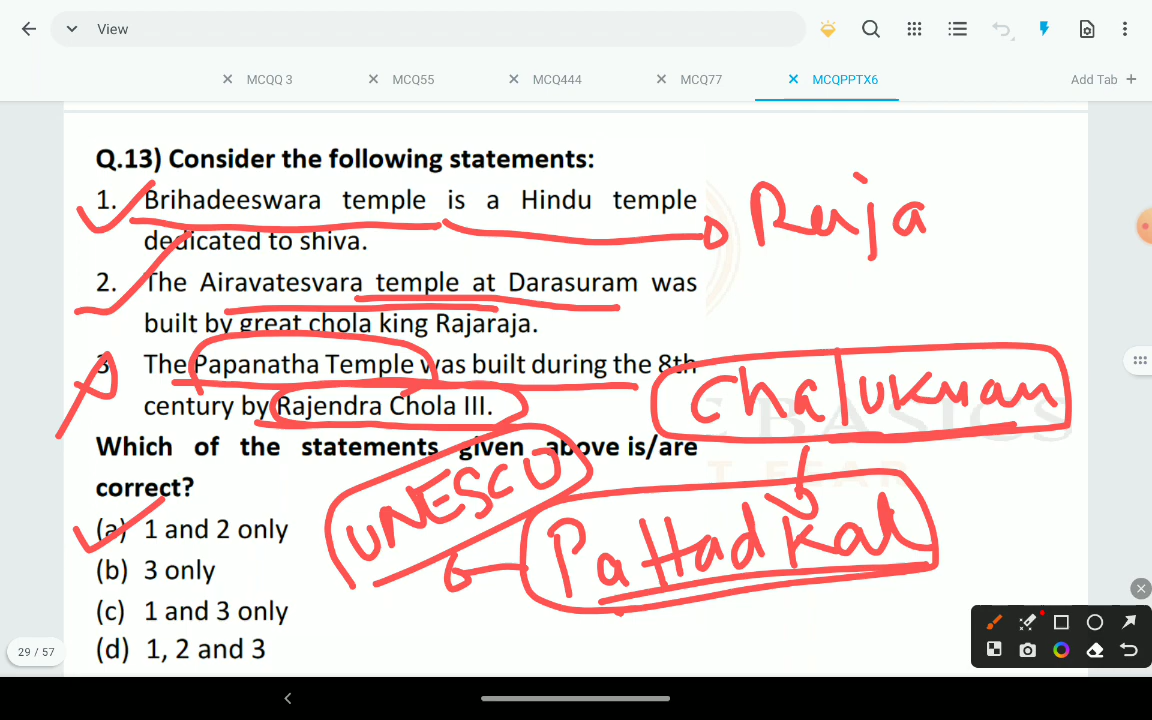 View
MCQQ 3
MCQ55
MCQ444
MCQ77
MCQPPTX6
Add Tab +
Q.13) Consider the following statements:
1. Brihadeeswara temple is a Hindu temple
dedicated to shiva.
Raja
2. The Airavatesvara temple at Darasuram was
built by great chola king Rajaraja.
3. The Papanatha Temple was built during the 8th
century by Rajendra Chola III.
Chalukyan
BASICS
Which of the statements given above is/are
correct?
UNESCO
Pattadkal
(a) 1 and 2 only
(b) 3 only
(c) 1 and 3 only
(d) 1, 2 and 3
29 / 57